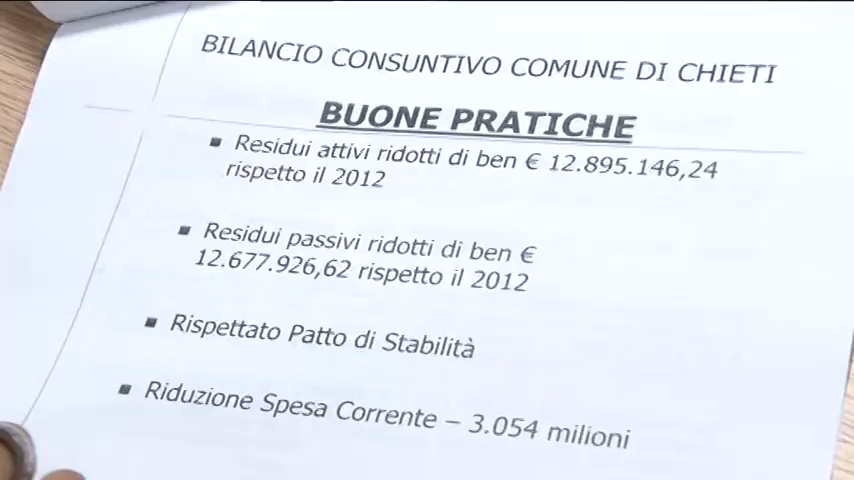 BILANCIO CONSUNTIVO COMUNE DI CHIETI
BUONE PRATICHE
▪ Residui attivi ridotti di ben € 12.895.146,24
rispetto il 2012
▪ Residui passivi ridotti di ben €
12.677.926,62 rispetto il 2012
▪ Rispettato Patto di Stabilità
▪ Riduzione Spesa Corrente – 3.054 milioni